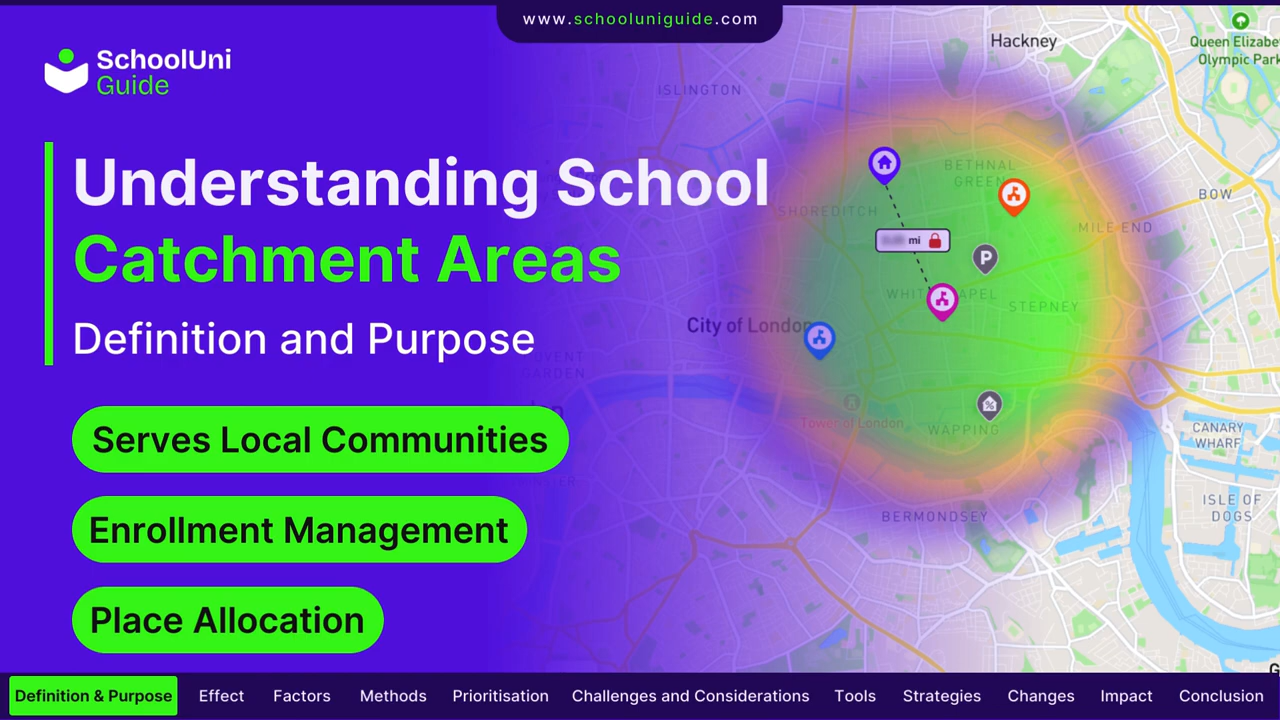 www.schooluniguide.com
SchoolUni
Guide
Understanding School
Catchment Areas
Definition and Purpose
Serves Local Communities
Enrollment Management
Place Allocation
Hackney
Queen Elizabe
Olympic Park
ISLINGTON
BETHNAL
GREEN
BOW
SHOREDITCH
MILE END
mi
P
STEPNEY
City of London
Tower of London
WAPPING
CANARY
WHARF
ISLE OF
DOGS
BERMONDSEY
Definition & Purpose Effect Factors Methods Prioritisation Challenges and Considerations Tools Strategies Changes Impact Conclusion